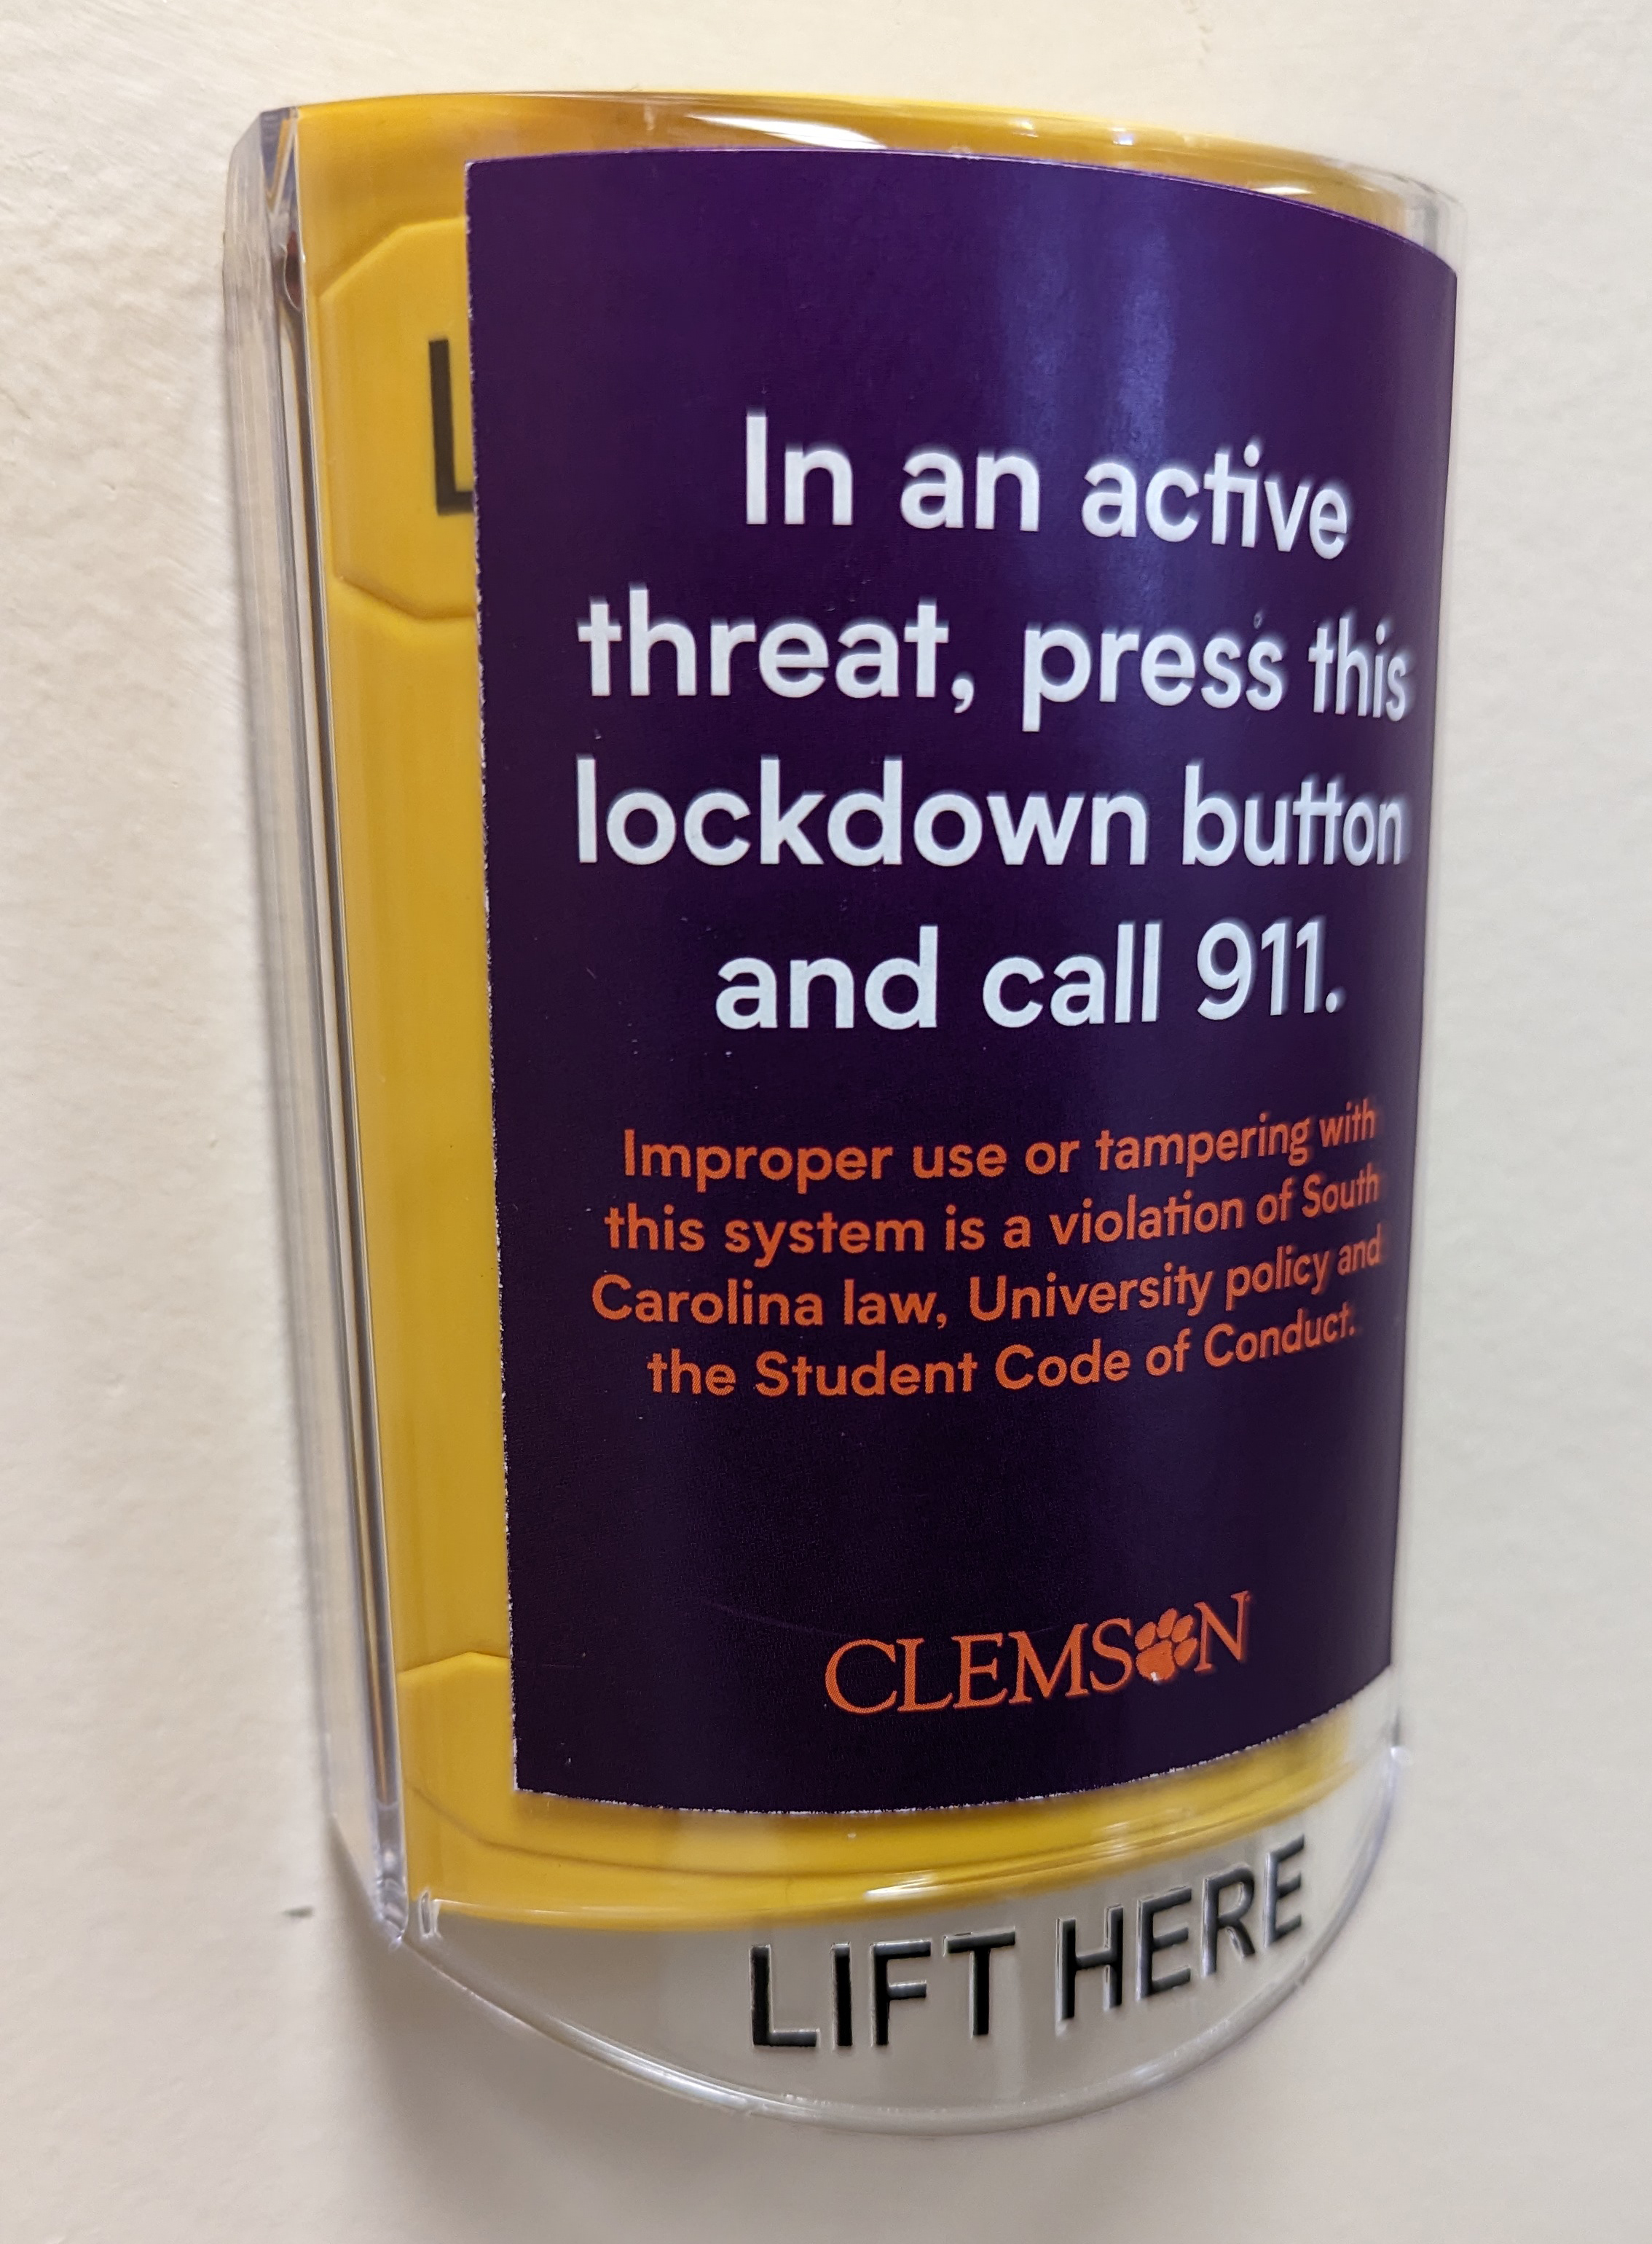 L
In an active
threat, press this
lockdown button
and call 911.
Improper use or tampering with
this system is a violation of South
Carolina law, University policy and
the Student Code of Conduct.
CLEMSON
LIFT HERE